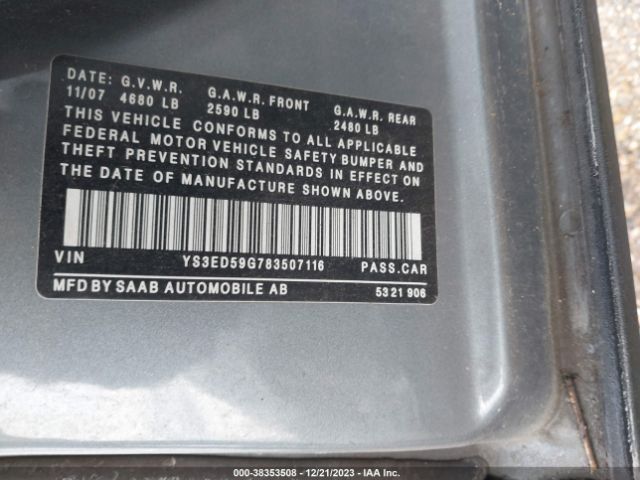 DATE: G.V.W.R. G.A.W.R. FRONT G.A.W.R. REAR
11/07 4680 LB 2590 LB 2480 LB
THIS VEHICLE CONFORMS TO ALL APPLICABLE
FEDERAL MOTOR VEHICLE SAFETY BUMPER AND
THEFT PREVENTION STANDARDS IN EFFECT ON
THE DATE OF MANUFACTURE SHOWN ABOVE.
VIN YS3ED59G783507116 PASS.CAR
MFD BY SAAB AUTOMOBILE AB 5321906
000-38353508 - 12/21/2023 - IAA Inc.